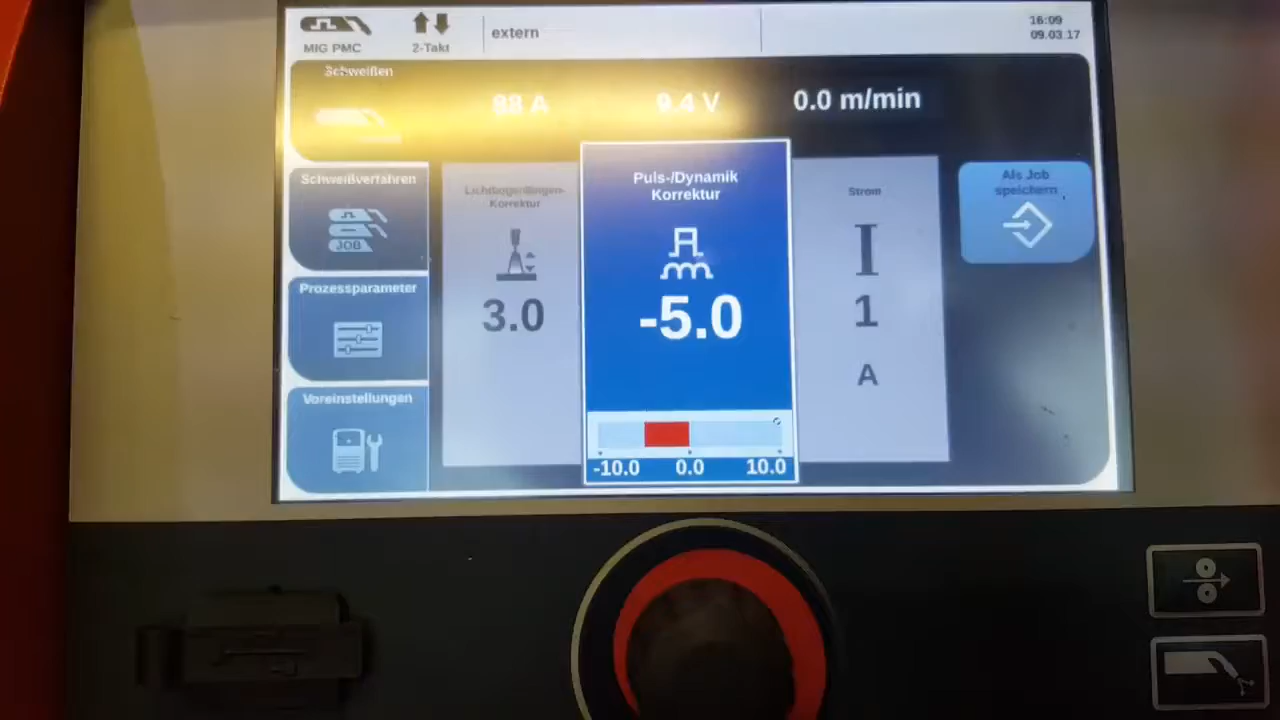 MIG PMC
2-Takt
extern
16:09
09.03.17
Schweißen
98 A
9.4 V
0.0 m/min
Schweißverfahren
JOB
Prozessparameter
Voreinstellungen
Lichtbogenlängen-
Korrektur
3.0
Puls-/Dynamik
Korrektur
-5.0
-10.0 0.0 10.0
Strom
I
1
A
Als Job
speichern